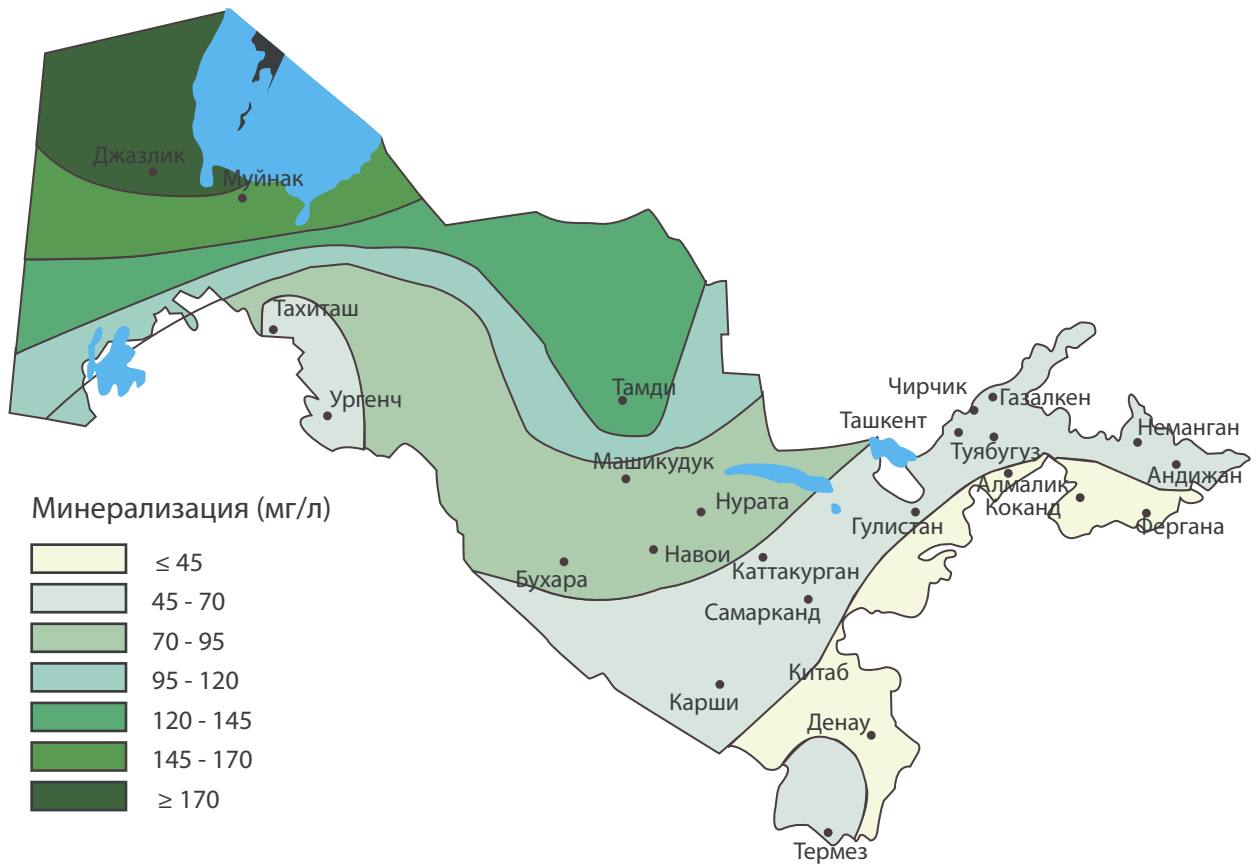 Джазлик
Муйнак
Тахиташ
Ургенч
Тамди
Чирчик
Газалкен
Ташкент
Неманган
Туябугуз
Машикудук
Андижан
Алмалик
Нурата
Коканд
Гулистан
Фергана
Навои
Каттакурган
Бухара
Самарканд
Китаб
Карши
Денау
Термез
Минерализация (мг/л)
≤ 45
45 - 70
70 - 95
95 - 120
120 - 145
145 - 170
≥ 170